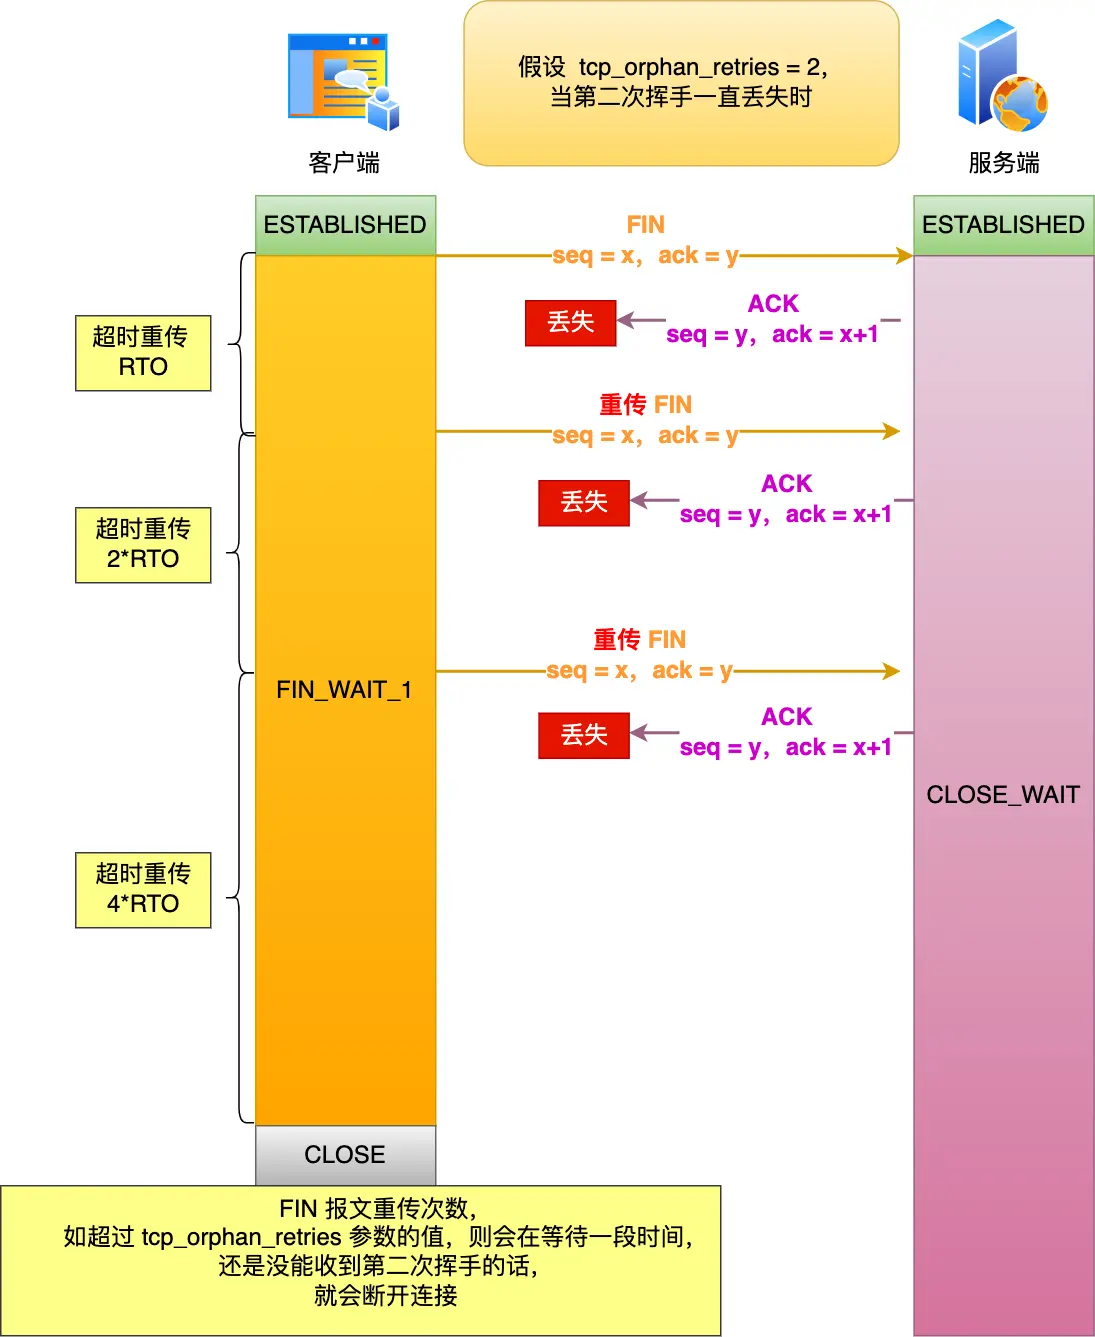 假设 tcp_orphan_retries = 2，
当第二次挥手一直丢失时
客户端
服务端
ESTABLISHED
ESTABLISHED
FIN
seq = x，ack = y
ACK
seq = y，ack = x+1
丢失
超时重传
RTO
重传 FIN
seq = x，ack = y
ACK
seq = y，ack = x+1
丢失
超时重传
2*RTO
重传 FIN
seq = x，ack = y
FIN_WAIT_1
ACK
seq = y，ack = x+1
丢失
CLOSE_WAIT
超时重传
4*RTO
CLOSE
FIN 报文重传次数，
如超过 tcp_orphan_retries 参数的值，则会在等待一段时间，
还是没能收到第二次挥手的话，
就会断开连接